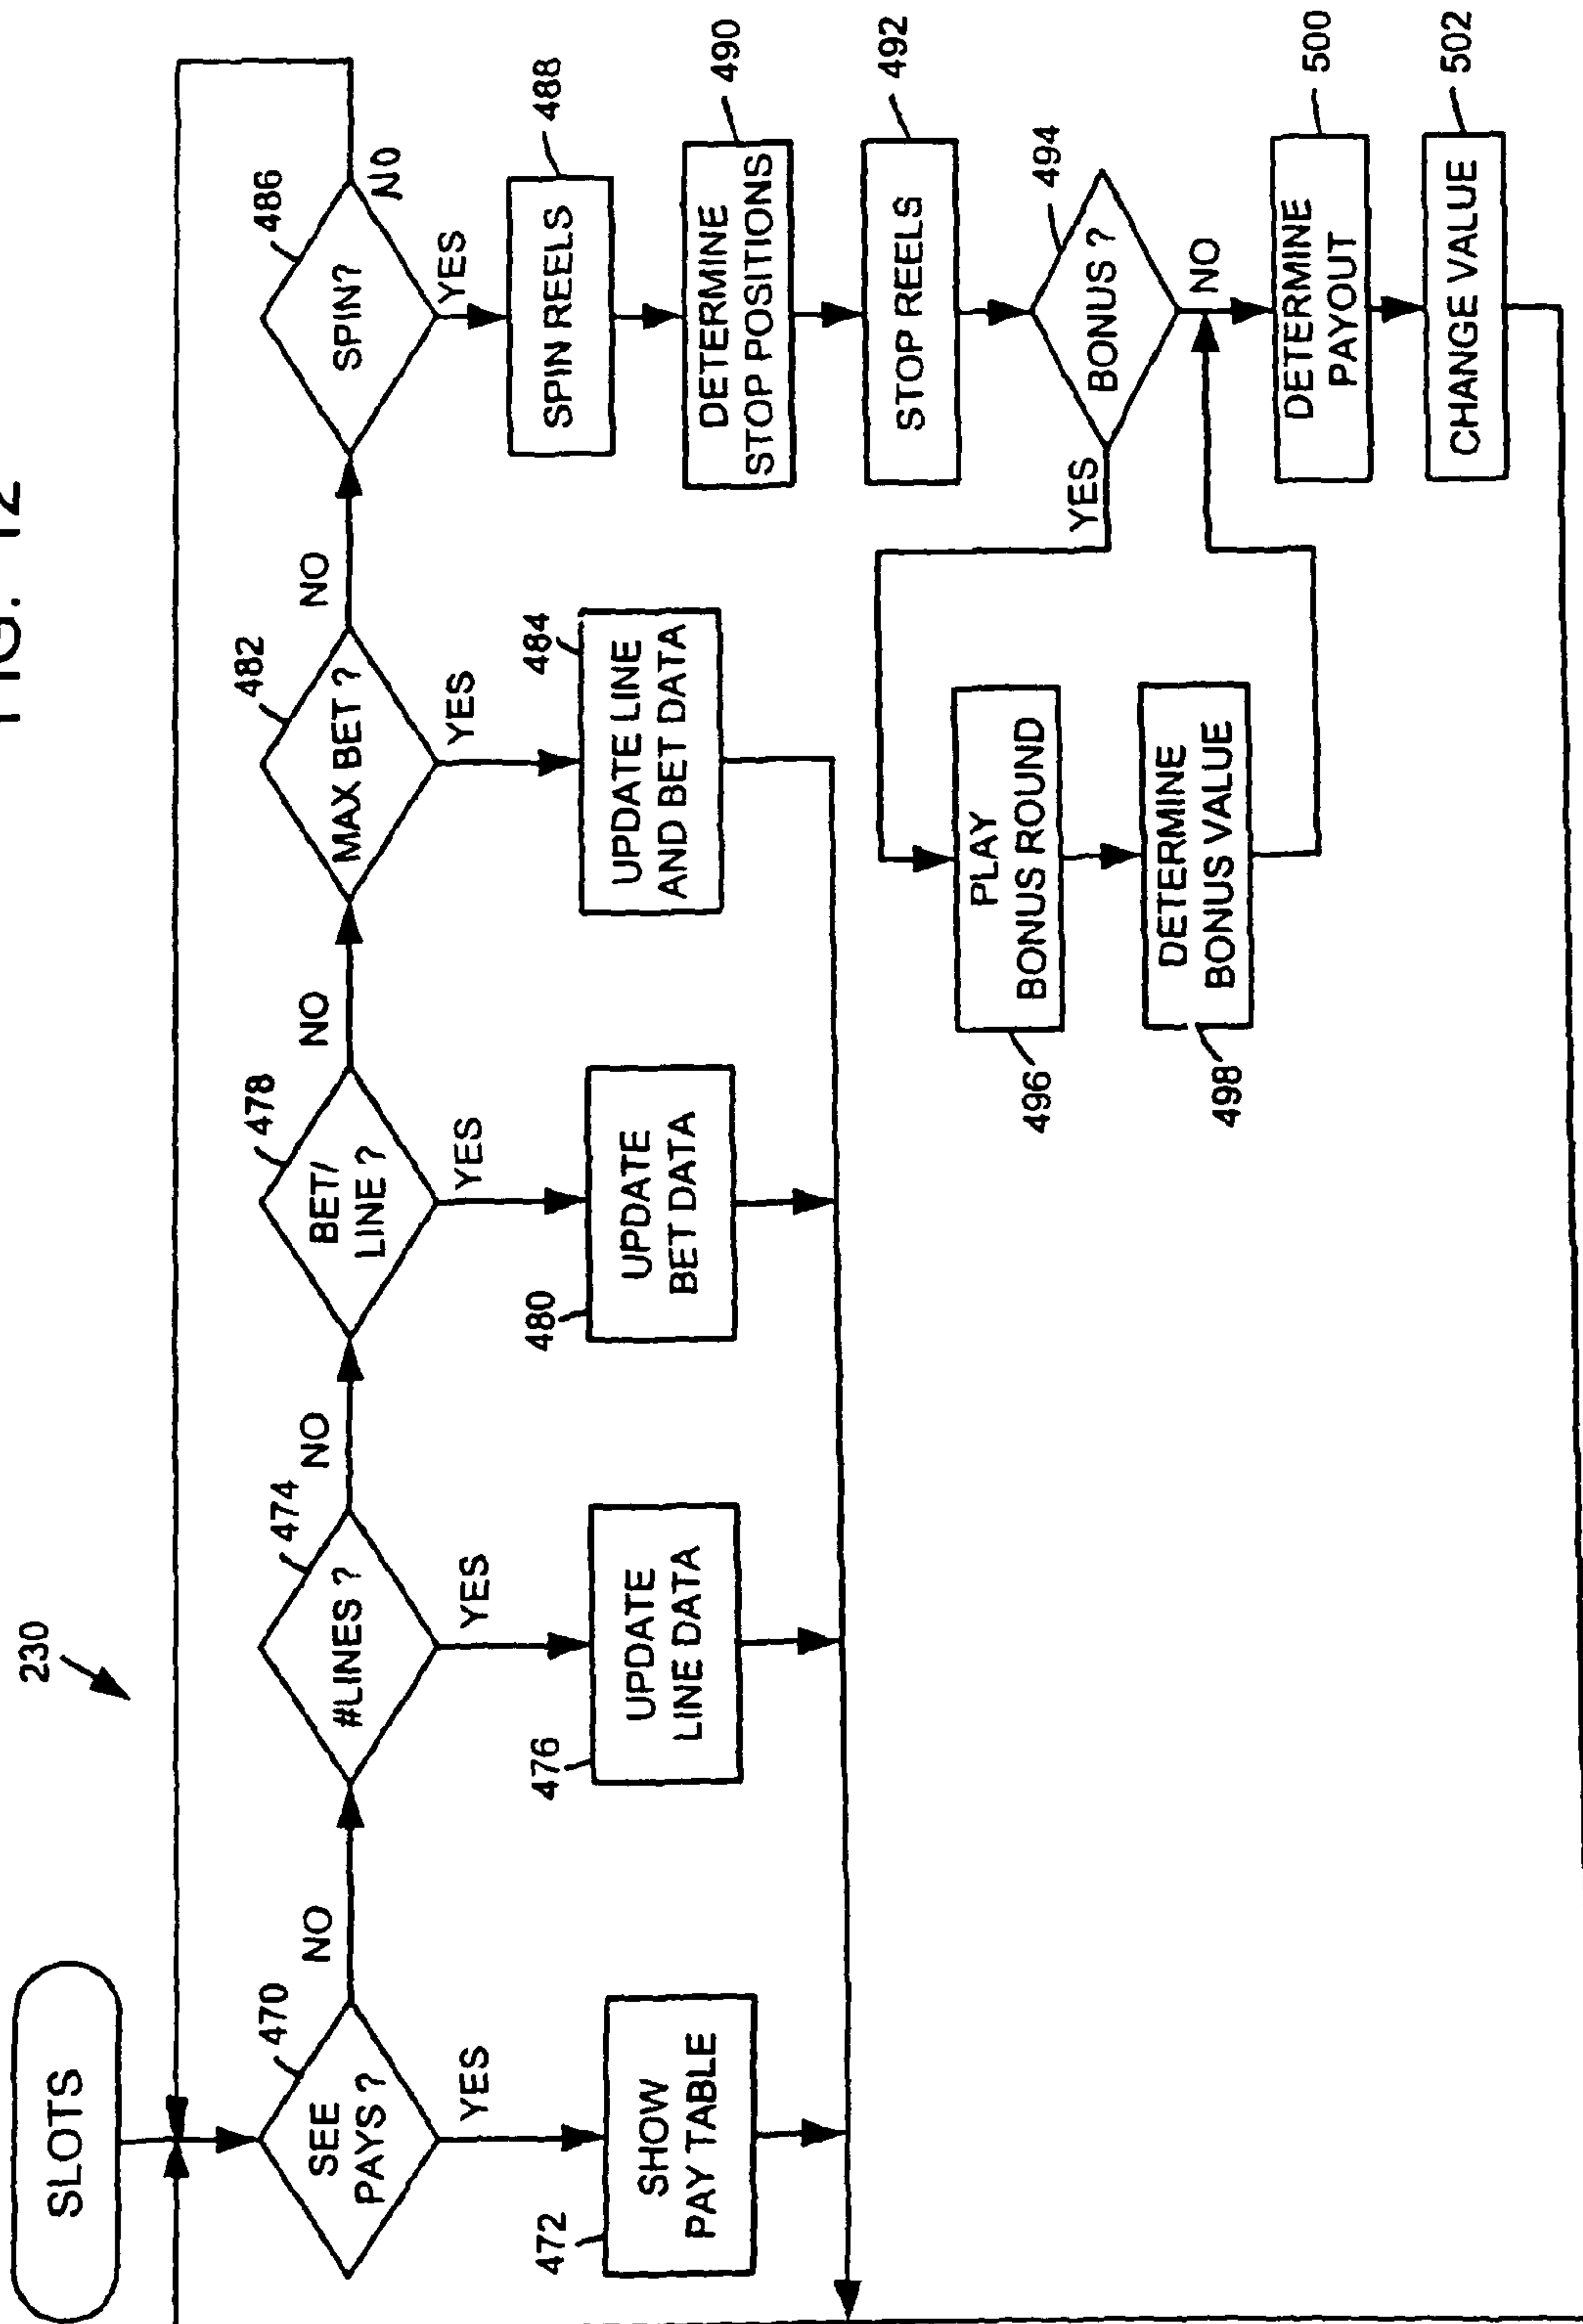 FIG. 12
230
SLOTS
470
SEE
PAYS ?
NO
YES
472
SHOW
PAY TABLE
474
#LINES ?
NO
YES
476
UPDATE
LINE DATA
478
BET/
LINE ?
NO
YES
480
UPDATE
BET DATA
482
MAX BET ?
NO
YES
484
UPDATE LINE
AND BET DATA
486
SPIN?
NO
YES
488
SPIN REELS
490
DETERMINE
STOP POSITIONS
492
STOP REELS
494
BONUS ?
YES
NO
496
PLAY
BONUS ROUND
498
DETERMINE
BONUS VALUE
500
DETERMINE
PAYOUT
502
CHANGE VALUE